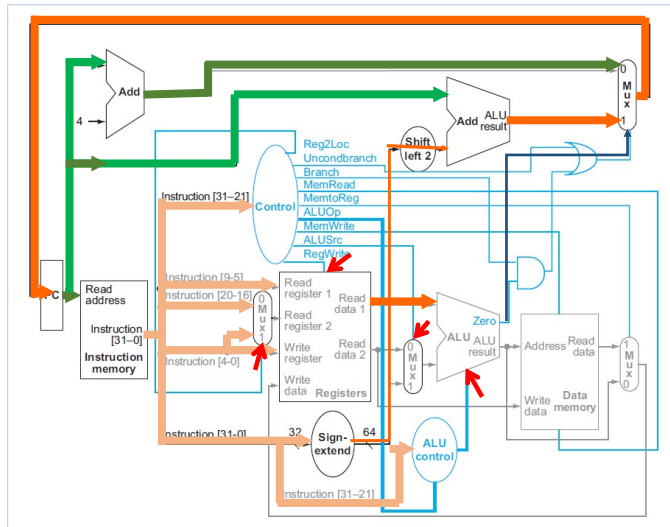 Add
4
0
M
u
x
1
Add
ALU
result
Shift
left 2
Reg2Loc
Uncondbranch
Branch
MemRead
MemtoReg
ALUOp
MemWrite
ALUSrc
RegWrite
Control
Instruction [31–21]
Read
address
Instruction
[31–0]
Instruction
memory
Instruction [9-5]
Instruction [20-16]
Instruction [4-0]
0
M
u
x
1
Read
register 1
Read
register 2
Write
register
Write
data
Read
data 1
Read
data 2
Registers
0
M
u
x
1
Zero
ALU
ALU
result
Address
Write
data
Read
data
Data
memory
1
M
u
x
0
Instruction [31-0]
32
Sign-
extend
64
ALU
control
Instruction [31–21]